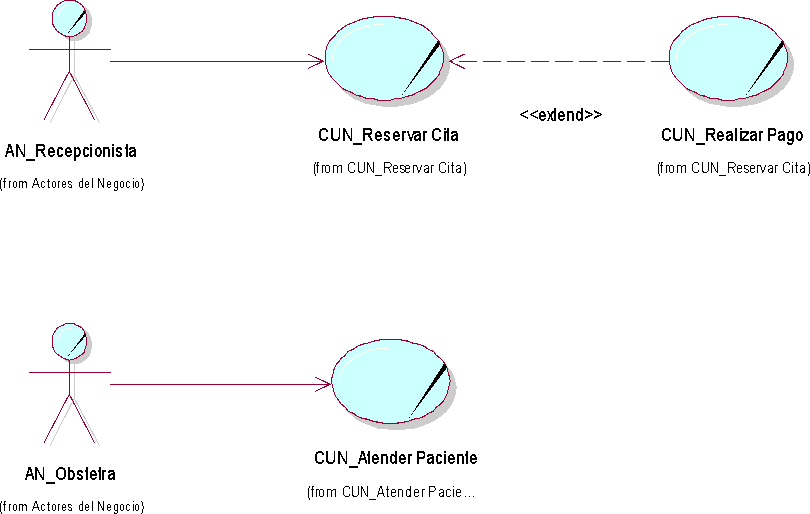 <<extend>>
AN_Recepcionista
CUN_Reservar Cita
CUN_Realizar Pago
(from Actores del Negocio)
(from CUN_Reservar Cita)
(from CUN_Reservar Cita)
AN_Obstetra
CUN_Atender Paciente
(from Actores del Negocio)
(from CUN_Atender Pacie...